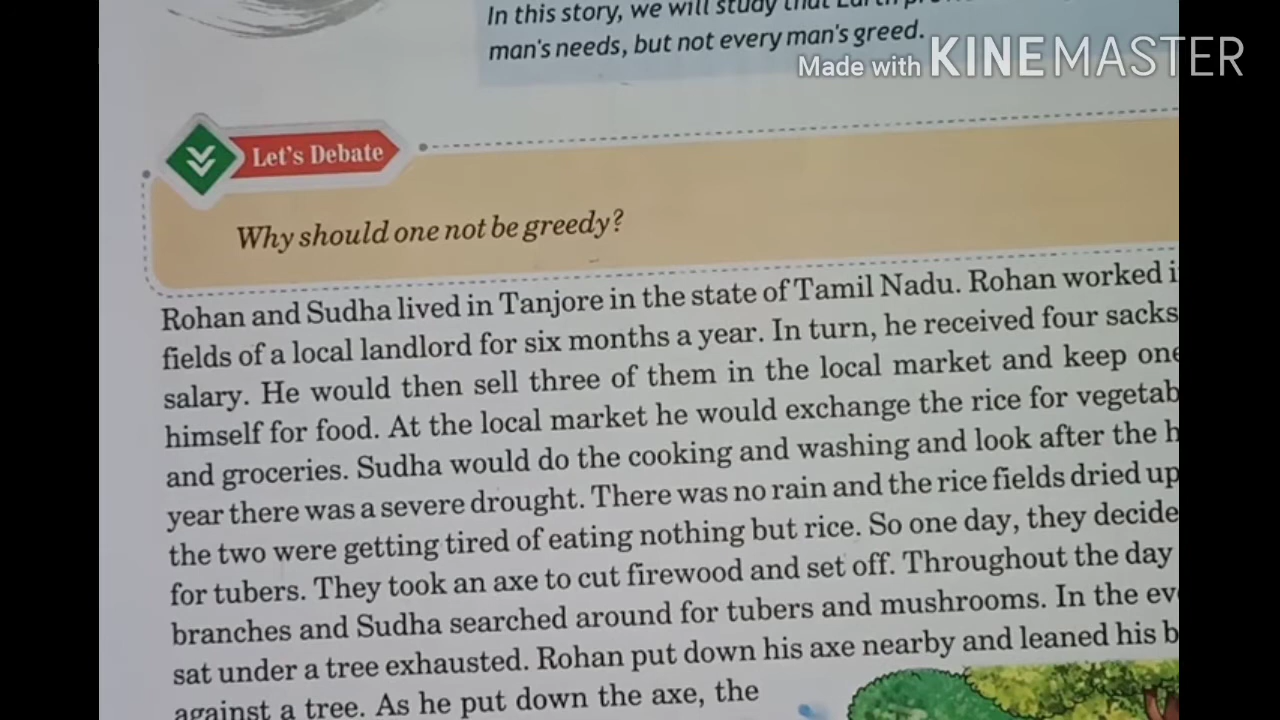 In this story, we will study that Earth
man's needs, but not every man's greed.
Made with KINEMASTER
Let's Debate
Why should one not be greedy?
Rohan and Sudha lived in Tanjore in the state of Tamil Nadu. Rohan worked
fields of a local landlord for six months a year. In turn, he received four sacks
salary. He would then sell three of them in the local market and keep one
himself for food. At the local market he would exchange the rice for
and groceries. Sudha would do the cooking and washing and look after the
year there was a severe drought. There was no rain and the rice fields dried up
the two were getting tired of eating nothing but rice. So one day, they
for tubers. They took an axe to cut firewood and set off. Throughout the day
branches and Sudha searched around for tubers and mushrooms. In the
sat under a tree exhausted. Rohan put down his axe nearby and leaned his
against a tree. As he put down the axe, the